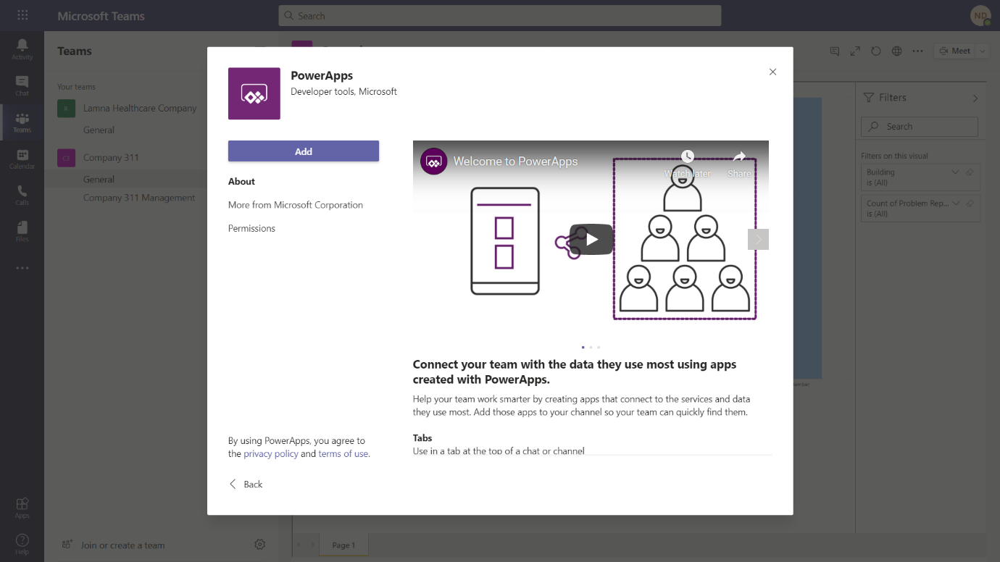 Microsoft Teams
Search
ND
Activity
Chat
Teams
Calendar
Calls
Files
Apps
Help
Teams
Your teams
Lamna Healthcare Company
General
C3
Company 311
General
Company 311 Management
Join or create a team
PowerApps
Developer tools, Microsoft
Add
About
More from Microsoft Corporation
Permissions
By using PowerApps, you agree to
the privacy policy and terms of use.
Back
Welcome to PowerApps
Watch later
Share
Connect your team with the data they use most using apps
created with PowerApps.
Help your team work smarter by creating apps that connect to the services and data
they use most. Add those apps to your channel so your team can quickly find them.
Tabs
Use in a tab at the top of a chat or channel
Meet
Filters
Search
Filters on this visual
Building
is (All)
Count of Problem Rep...
is (All)
Page 1